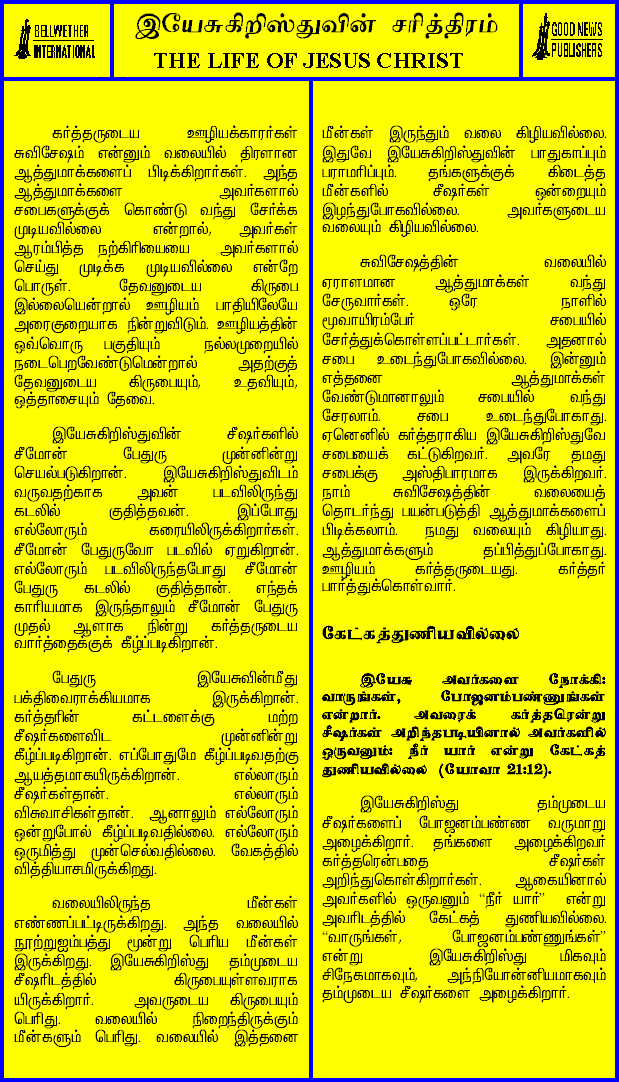 BELLWETHER
INTERNATIONAL
இயேசுகிறிஸ்துவின் சரித்திரம்
THE LIFE OF JESUS CHRIST
GOOD NEWS
PUBLISHERS
கர்த்தருடைய ஊழியக்காரர்கள்
சுவிசேஷம் என்னும் வலையில் திரளான
ஆத்துமாக்களைப் பிடிக்கிறார்கள். அந்த
ஆத்துமாக்களை அவர்களால்
சபைகளுக்குக் கொண்டு வந்து சேர்க்க
முடியவில்லை என்றால், அவர்கள்
ஆரம்பித்த நற்கிரியையை அவர்களால்
செய்து முடிக்க முடியவில்லை என்றே
பொருள். தேவனுடைய கிருபை
இல்லையென்றால் ஊழியம் பாதியிலேயே
அரைகுறையாக நின்றுவிடும். ஊழியத்தின்
ஒவ்வொரு பகுதியும் நல்லமுறையில்
நடைபெறவேண்டுமென்றால் அதற்குத்
தேவனுடைய கிருபையும், உதவியும்,
ஒத்தாசையும் தேவை.
இயேசுகிறிஸ்துவின் சீஷர்களில்
சீமோன் பேதுரு முன்னின்று
செயல்படுகிறான். இயேசுகிறிஸ்துவிடம்
வருவதற்காக அவன் படவிலிருந்து
கடலில் குதித்தவன். இப்போது
எல்லோரும் கரையிலிருக்கிறார்கள்.
சீமோன் பேதுருவோ படவில் ஏறுகிறான்.
எல்லோரும் படவிலிருந்தபோது சீமோன்
பேதுரு கடலில் குதித்தான். எந்தக்
காரியமாக இருந்தாலும் சீமோன் பேதுரு
முதல் ஆளாக நின்று கர்த்தருடைய
வார்த்தைக்குக் கீழ்ப்படிகிறான்.
பேதுரு இயேசுவின்மீது
பக்திவைராக்கியமாக இருக்கிறான்.
கர்த்தரின் கட்டளைக்கு மற்ற
சீஷர்களைவிட முன்னின்று
கீழ்ப்படிகிறான். எப்போதுமே கீழ்ப்படிவதற்கு
ஆயத்தமாகயிருக்கிறான். எல்லாரும்
சீஷர்கள்தான். எல்லாரும்
விசுவாசிகள்தான். ஆனாலும் எல்லோரும்
ஒன்றுபோல் கீழ்ப்படிவதில்லை. எல்லோரும்
ஒருமித்து முன்செல்வதில்லை. வேகத்தில்
வித்தியாசமிருக்கிறது.
வலையிலிருந்த மீன்கள்
எண்ணப்பட்டிருக்கிறது. அந்த வலையில்
நூற்றுஐம்பத்து மூன்று பெரிய மீன்கள்
இருக்கிறது. இயேசுகிறிஸ்து தம்முடைய
சீஷரிடத்தில் கிருபையுள்ளவராக
யிருக்கிறார். அவருடைய கிருபையும்
பெரிது. வலையில் நிறைந்திருக்கும்
மீன்களும் பெரிது. வலையில் இத்தனை
மீன்கள் இருந்தும் வலை கிழியவில்லை.
இதுவே இயேசுகிறிஸ்துவின் பாதுகாப்பும்
பராமரிப்பும். தங்களுக்குக் கிடைத்த
மீன்களில் சீஷர்கள் ஒன்றையும்
இழந்துபோகவில்லை. அவர்களுடைய
வலையும் கிழியவில்லை.
சுவிசேஷத்தின் வலையில்
ஏராளமான ஆத்துமாக்கள் வந்து
சேருவார்கள். ஒரே நாளில்
மூவாயிரம்பேர் சபையில்
சேர்த்துக்கொள்ளப்பட்டார்கள். அதனால்
சபை உடைந்துபோகவில்லை. இன்னும்
எத்தனை ஆத்துமாக்கள்
வேண்டுமானாலும் சபையில் வந்து
சேரலாம். சபை உடைந்துபோகாது.
ஏனெனில் கர்த்தராகிய இயேசுகிறிஸ்துவே
சபையைக் கட்டுகிறவர். அவரே தமது
சபைக்கு அஸ்திபாரமாக இருக்கிறவர்.
நாம் சுவிசேஷத்தின் வலையைத்
தொடர்ந்து பயன்படுத்தி ஆத்துமாக்களைப்
பிடிக்கலாம். நமது வலையும் கிழியாது.
ஆத்துமாக்களும் தப்பித்துப்போகாது.
ஊழியம் கர்த்தருடையது. கர்த்தர்
பார்த்துக்கொள்வார்.
கேட்கத்துணியவில்லை
இயேசு அவர்களை நோக்கி:
வாருங்கள், போஜனம்பண்ணுங்கள்
என்றார். அவரைக் கர்த்தரென்று
சீஷர்கள் அறிந்தபடியினால் அவர்களில்
ஒருவனும்: நீர் யார் என்று கேட்கத்
துணியவில்லை (யோவா 21:12).
இயேசுகிறிஸ்து தம்முடைய
சீஷர்களைப் போஜனம்பண்ண வருமாறு
அழைக்கிறார். தங்களை அழைக்கிறவர்
கர்த்தரென்பதை சீஷர்கள்
அறிந்துகொள்கிறார்கள். ஆகையினால்
அவர்களில் ஒருவனும் “நீர் யார்” என்று
அவரிடத்தில் கேட்கத் துணியவில்லை.
“வாருங்கள், போஜனம்பண்ணுங்கள்”
என்று இயேசுகிறிஸ்து மிகவும்
சிநேகமாகவும், அந்நியோன்னியமாகவும்
தம்முடைய சீஷர்களை அழைக்கிறார்.